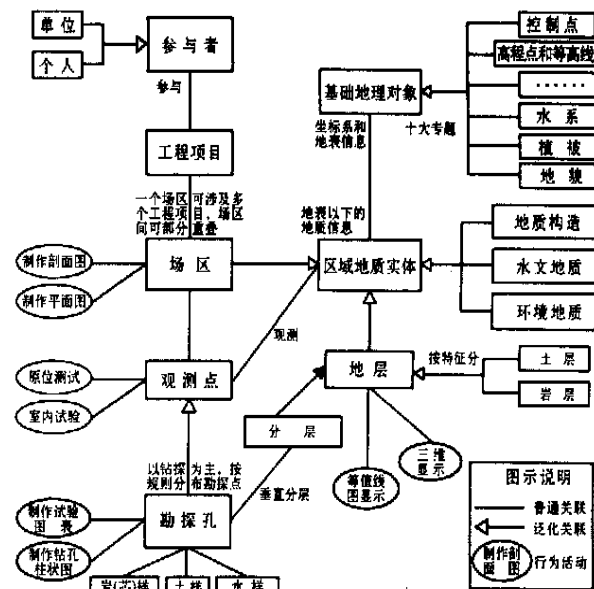 单位
个人
参与者
参与
工程项目
一个场区可涉及多
个工程项目，场区
间可部分重叠
制作剖面图
制作平面图
场区
原位测试
室内试验
观测点
观测
以钻探为主，按
规则分布勘探点
制作试验
图表
制作钻孔
柱状图
勘探孔
岩(芯)样
土样
水样
基础地理对象
坐标系和
地表信息
十大专题
控制点
高程点和等高线
……
水系
植被
地貌
地表以下的
地质信息
区域地质实体
地质构造
水文地质
环境地质
地层
按特征分
土层
岩层
分层
垂直分层
等值线
图显示
三维
显示
图示说明
普通关联
泛化关联
制作剖
面图
行为活动